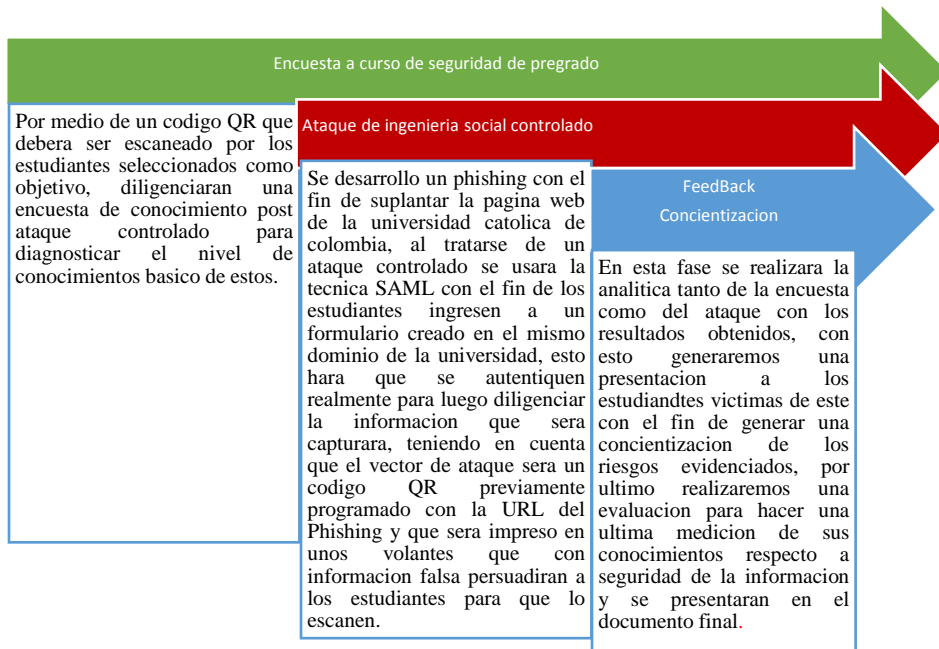 Encuesta a curso de seguridad de pregrado
Por medio de un codigo QR que
debera ser escaneado por los
estudiantes seleccionados como
objetivo, diligenciaran una
encuesta de conocimiento post
ataque controlado para
diagnosticar el nivel de
conocimientos basico de estos.
Ataque de ingenieria social controlado
Se desarrollo un phishing con el
fin de suplantar la pagina web
de la universidad catolica de
colombia, al tratarse de un
ataque controlado se usara la
tecnica SAML con el fin de los
estudiantes ingresen a un
formulario creado en el mismo
dominio de la universidad, esto
hara que se autentiquen
realmente para luego diligenciar
la informacion que sera
capturara, teniendo en cuenta
que el vector de ataque sera un
codigo QR previamente
programado con la URL del
Phishing y que sera impreso en
unos volantes que con
informacion falsa persuadiran a
los estudiantes para que lo
escanen.
FeedBack
Concientizacion
En esta fase se realizara la
analitica tanto de la encuesta
como del ataque con los
resultados obtenidos, con
esto generaremos una
presentacion a los
estudiandtes victimas de este
con el fin de generar una
concientizacion de los
riesgos evidenciados, por
ultimo realizaremos una
evaluacion para hacer una
ultima medicion de sus
conocimientos respecto a
seguridad de la informacion
y se presentaran en el
documento final.